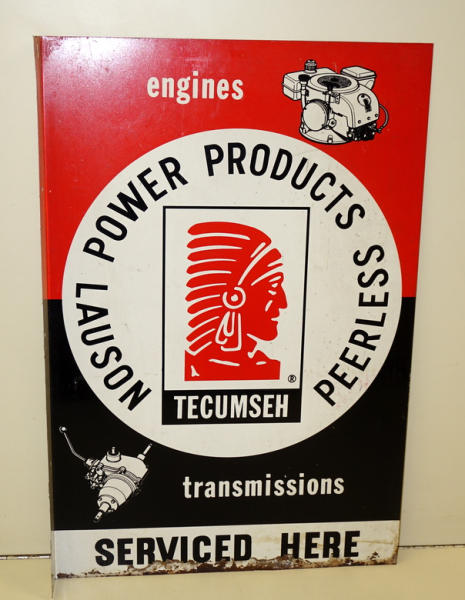 engines
LAUSON POWER PRODUCTS PEERLESS
®
TECUMSEH
transmissions
SERVICED HERE